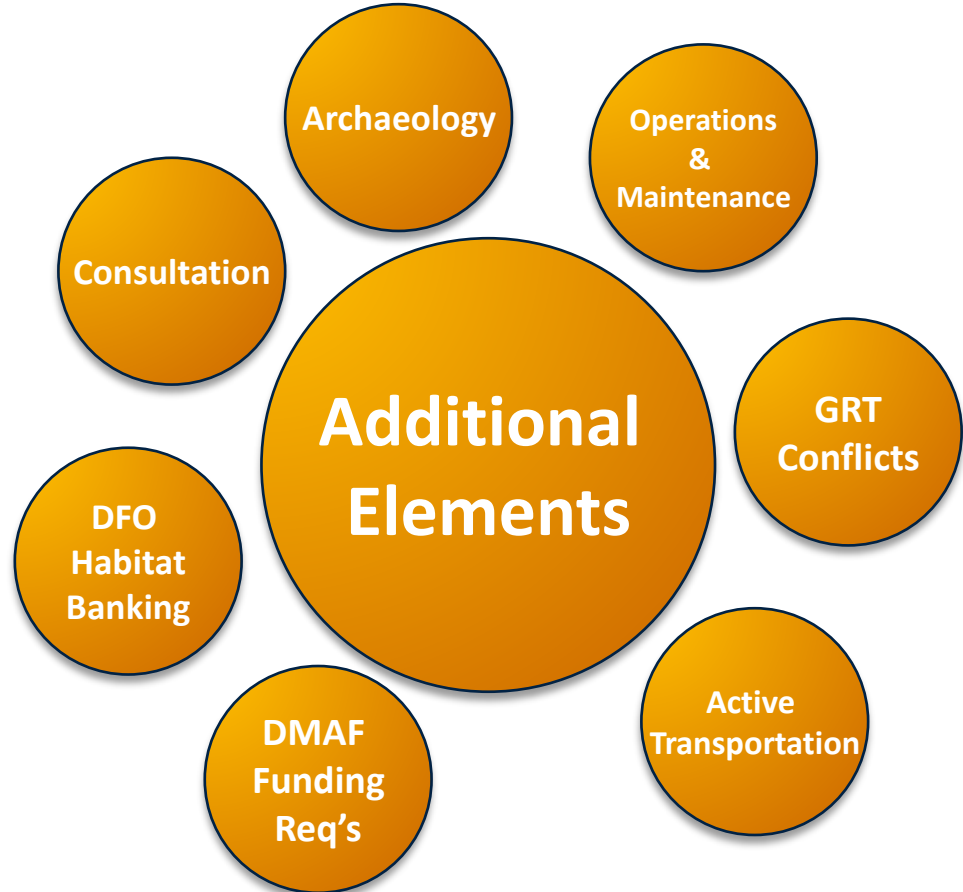 Archaeology
Operations
&
Maintenance
Consultation
GRT
Conflicts
Additional
Elements
DFO
Habitat
Banking
Active
Transportation
DMAF
Funding
Req’s